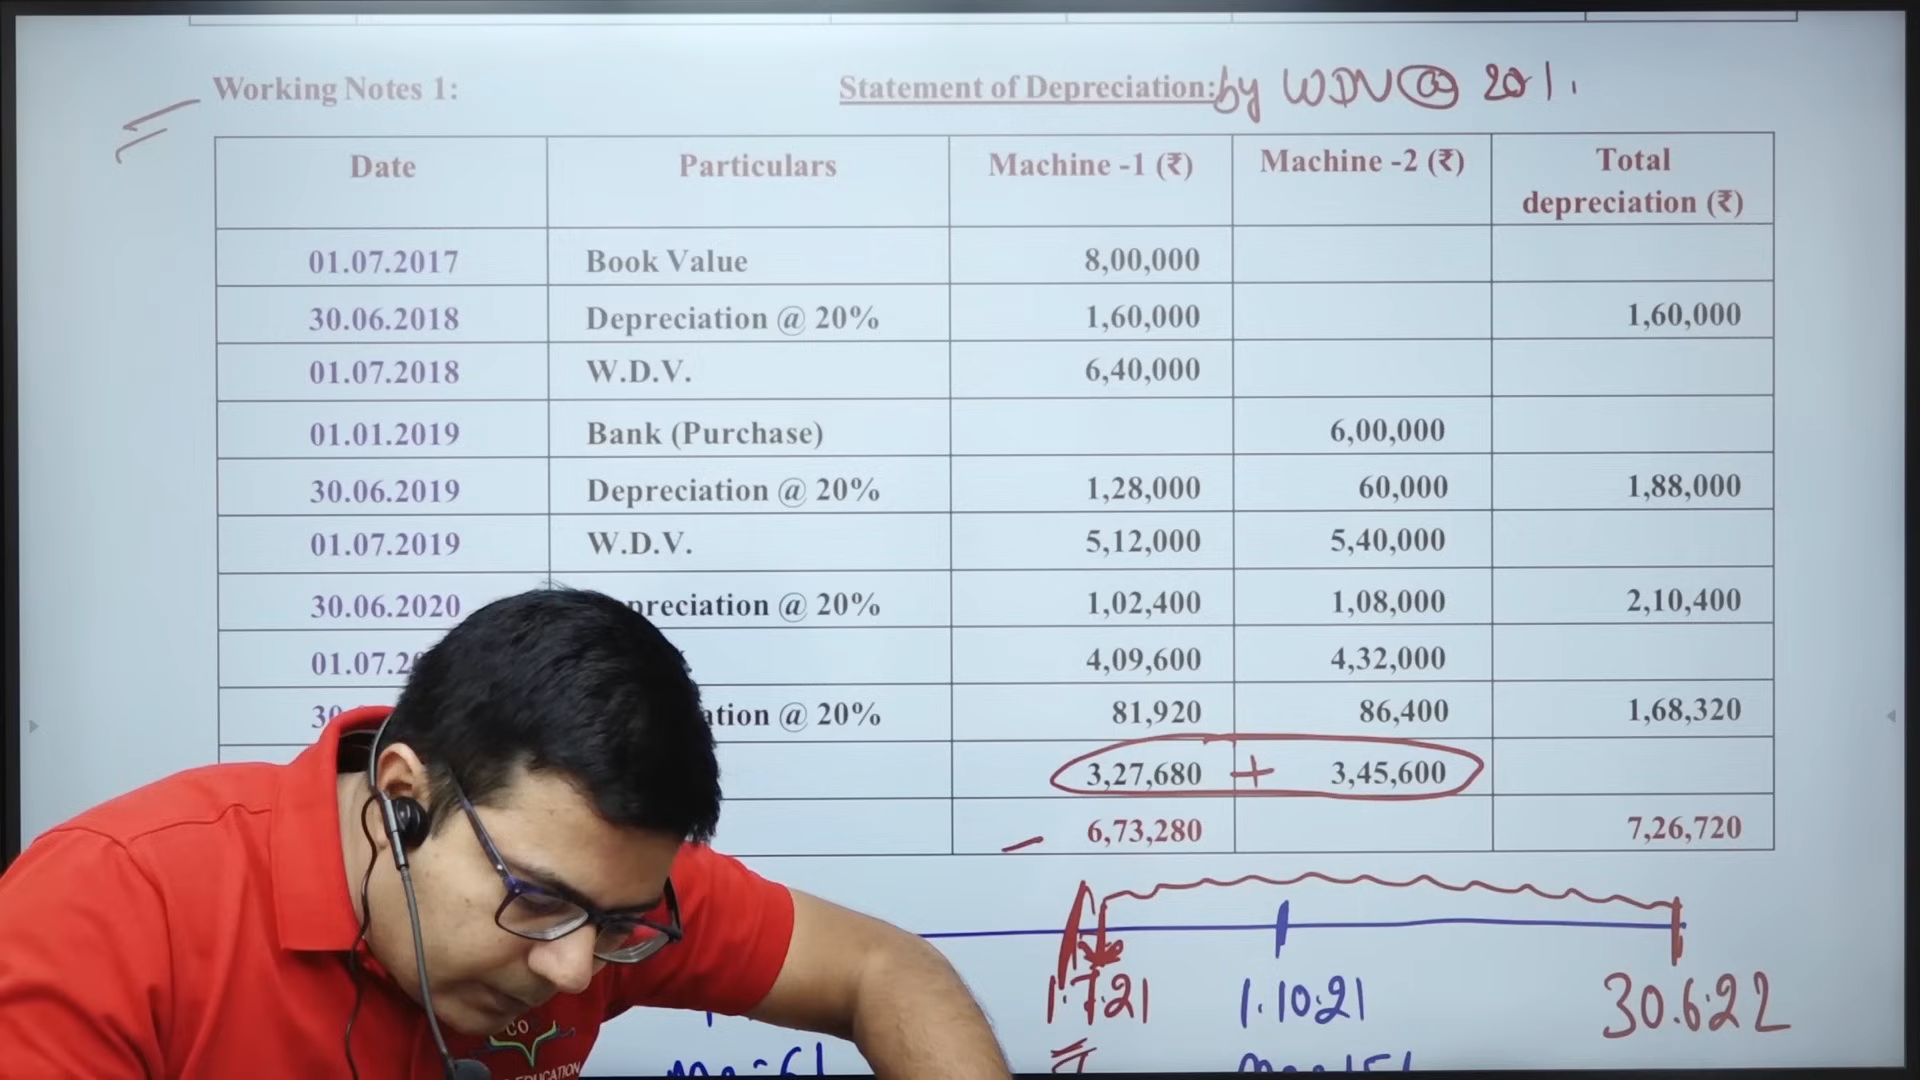 Working Notes 1:
Statement of Depreciation: by WDV @ 20%.
Date Particulars Machine -1 (₹) Machine -2 (₹) Total depreciation (₹)
01.07.2017 Book Value 8,00,000
30.06.2018 Depreciation @ 20% 1,60,000 1,60,000
01.07.2018 W.D.V. 6,40,000
01.01.2019 Bank (Purchase) 6,00,000
30.06.2019 Depreciation @ 20% 1,28,000 60,000 1,88,000
01.07.2019 W.D.V. 5,12,000 5,40,000
30.06.2020 preciation @ 20% 1,02,400 1,08,000 2,10,400
01.07.2 4,09,600 4,32,000
30 ation @ 20% 81,920 86,400 1,68,320
3,27,680 + 3,45,600
6,73,280 7,26,720
1.7.21 1.10.21 30.6.22
CO
EDUCATION